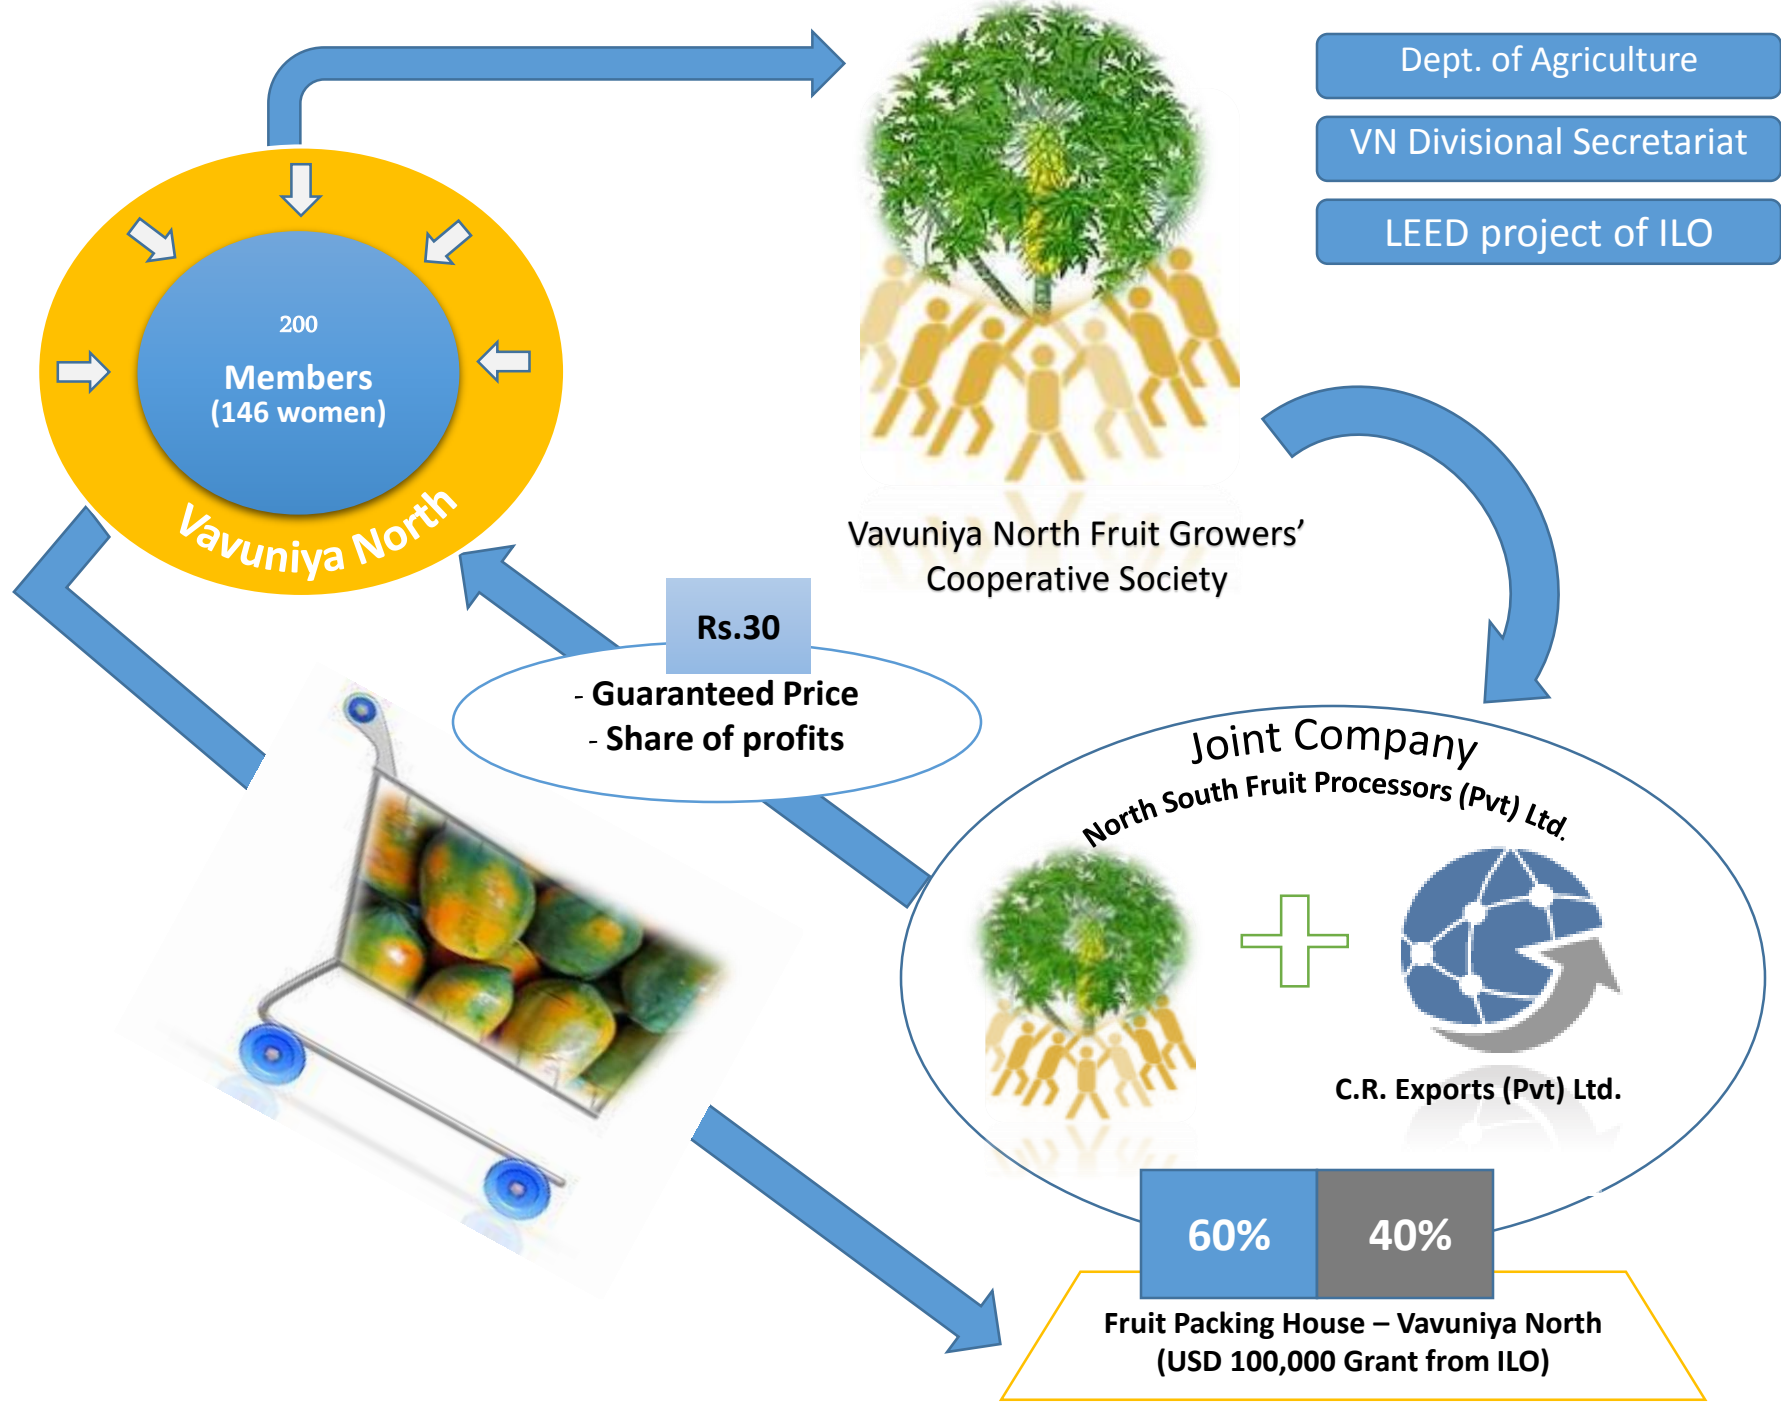 Dept. of Agriculture
VN Divisional Secretariat
LEED project of ILO
200
Members
(146 women)
Vavuniya North
Vavuniya North Fruit Growers’
Cooperative Society
Rs.30
- Guaranteed Price
- Share of profits
Joint Company
North South Fruit Processors (Pvt) Ltd.
C.R. Exports (Pvt) Ltd.
60%
40%
Fruit Packing House – Vavuniya North
(USD 100,000 Grant from ILO)